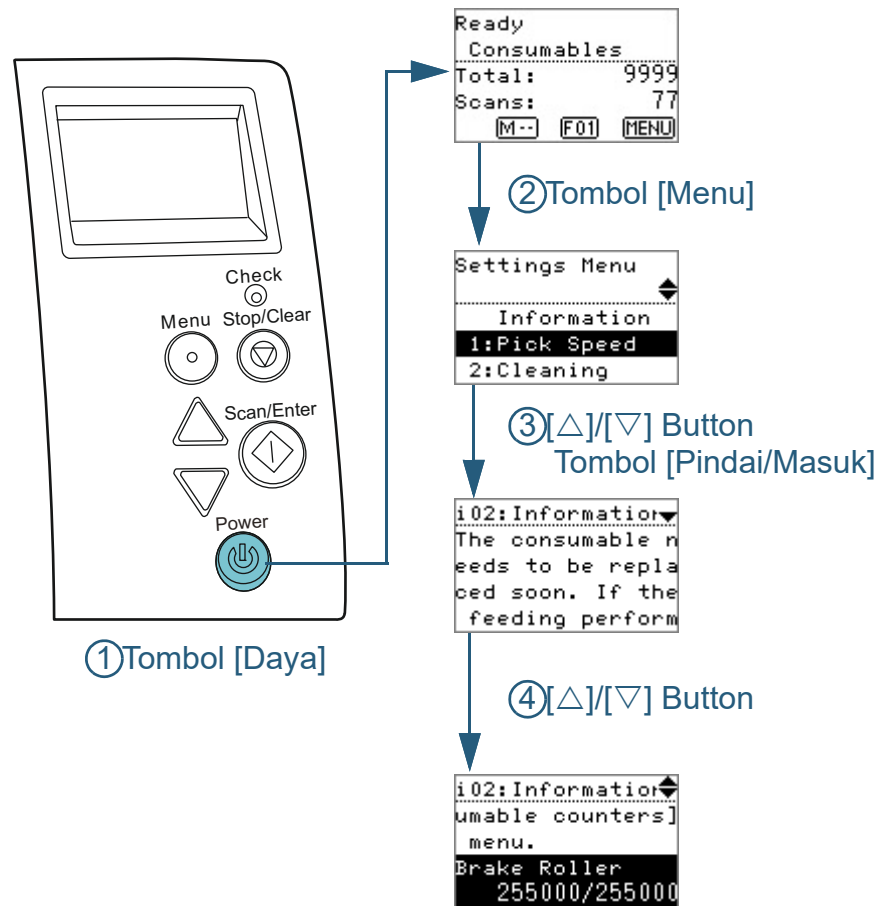 Ready
Consumables
Total: 9999
Scans: 77
M-- F01 MENU
②Tombol [Menu]
Settings Menu
Information
1:Pick Speed
2:Cleaning
③[△]/[▽] Button
Tombol [Pindai/Masuk]
i02:Information
The consumable n
eeds to be repla
ced soon. If the
feeding perform
④[△]/[▽] Button
i02:Information
umable counters]
menu.
Brake Roller
255000/255000
Check
Menu Stop/Clear
Scan/Enter
Power
①Tombol [Daya]